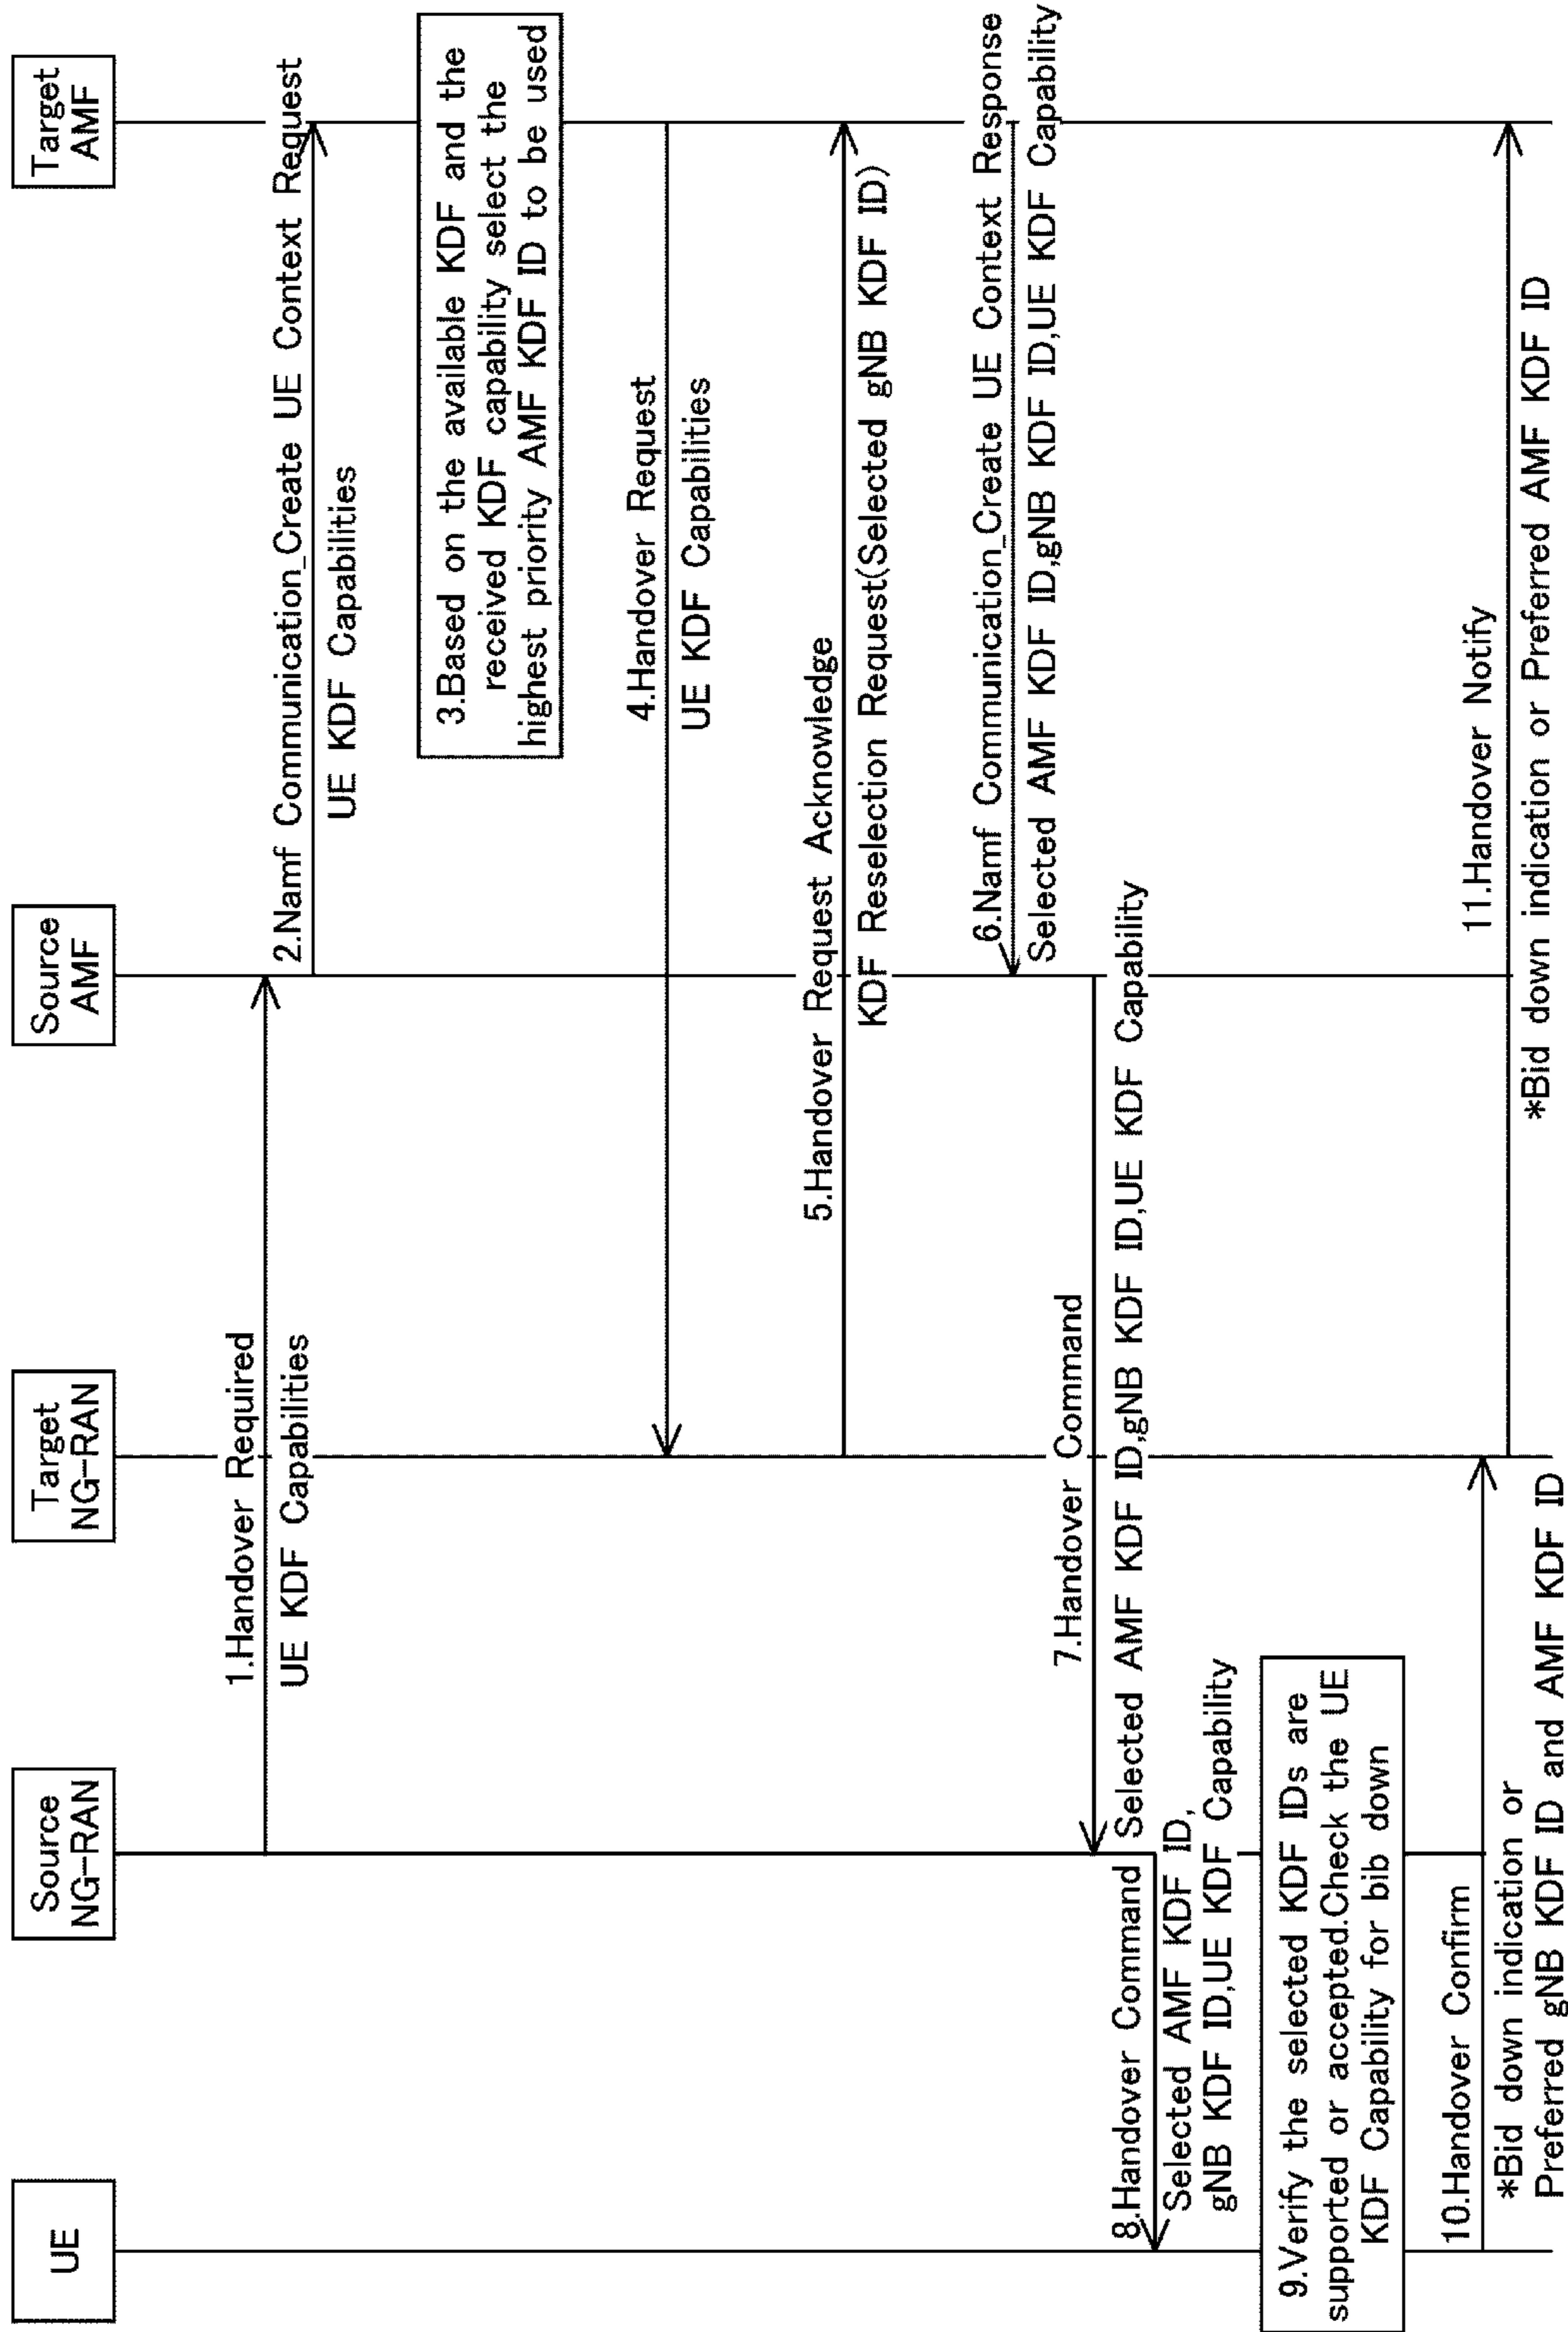 UE
Source
NG-RAN
Target
NG-RAN
Source
AMF
Target
AMF
1.Handover Required
UE KDF Capabilities
2.Namf Communication_Create UE Context Request
UE KDF Capabilities
3.Based on the available KDF and the
received KDF capability select the
highest priority AMF KDF ID to be used
4.Handover Request
UE KDF Capabilities
5.Handover Request Acknowledge
KDF Reselection Request(Selected gNB KDF ID)
6.Namf Communication_Create UE Context Response
Selected AMF KDF ID,gNB KDF ID,UE KDF Capability
7.Handover Command
Selected AMF KDF ID,gNB KDF ID,UE KDF Capability
8.Handover Command
Selected AMF KDF ID,
gNB KDF ID,UE KDF Capability
9.Verify the selected KDF IDs are
supported or accepted.Check the UE
KDF Capability for bib down
10.Handover Confirm
*Bid down indication or
Preferred gNB KDF ID and AMF KDF ID
11.Handover Notify
*Bid down indication or Preferred AMF KDF ID